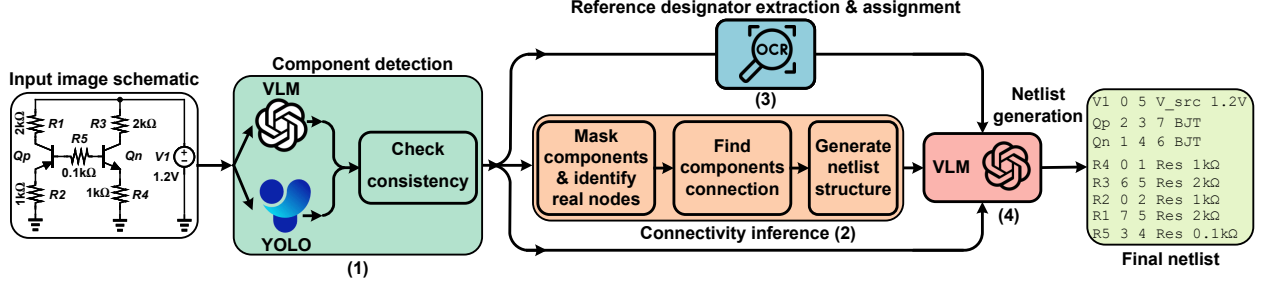 Reference designator extraction & assignment
OCR
(3)
Input image schematic
2kΩ
R1
R3
2kΩ
R5
Qp
0.1kΩ
Qn
V1
1.2V
1kΩ
R2
1kΩ
R4
Component detection
VLM
YOLO
Check
consistency
(1)
Mask
components
& identify
real nodes
Find
components
connection
Generate
netlist
structure
Connectivity inference (2)
VLM
(4)
Netlist
generation
V1 0 5 V_src 1.2V
Qp 2 3 7 BJT
Qn 1 4 6 BJT
R4 0 1 Res 1kΩ
R3 6 5 Res 2kΩ
R2 0 2 Res 1kΩ
R1 7 5 Res 2kΩ
R5 3 4 Res 0.1kΩ
Final netlist